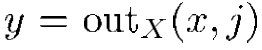 y = out_X(x, j)